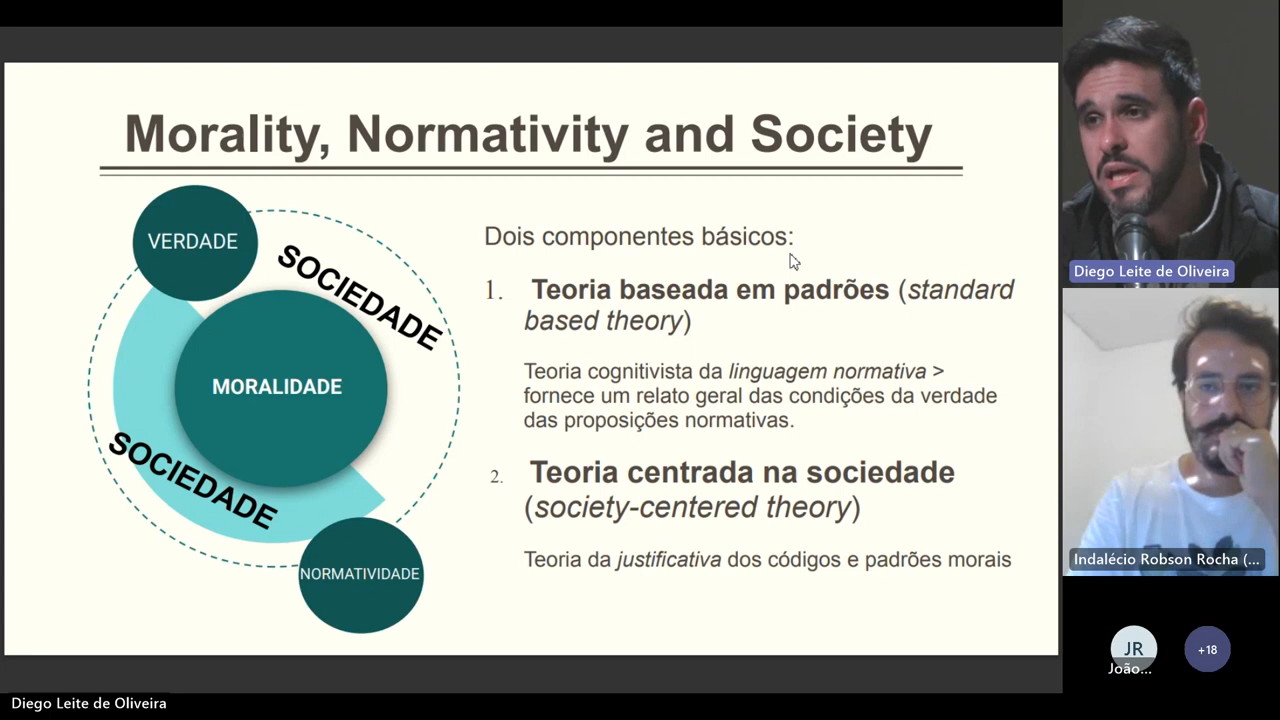 Morality, Normativity and Society
VERDADE
SOCIEDADE
MORALIDADE
SOCIEDADE
NORMATIVIDADE
Dois componentes básicos:
1. Teoria baseada em padrões (standard
based theory)
Teoria cognitivista da linguagem normativa >
fornece um relato geral das condições da verdade
das proposições normativas.
2. Teoria centrada na sociedade
(society-centered theory)
Teoria da justificativa dos códigos e padrões morais
Diego Leite de Oliveira
Indalécio Robson Rocha (...
JR
João...
+18
Diego Leite de Oliveira